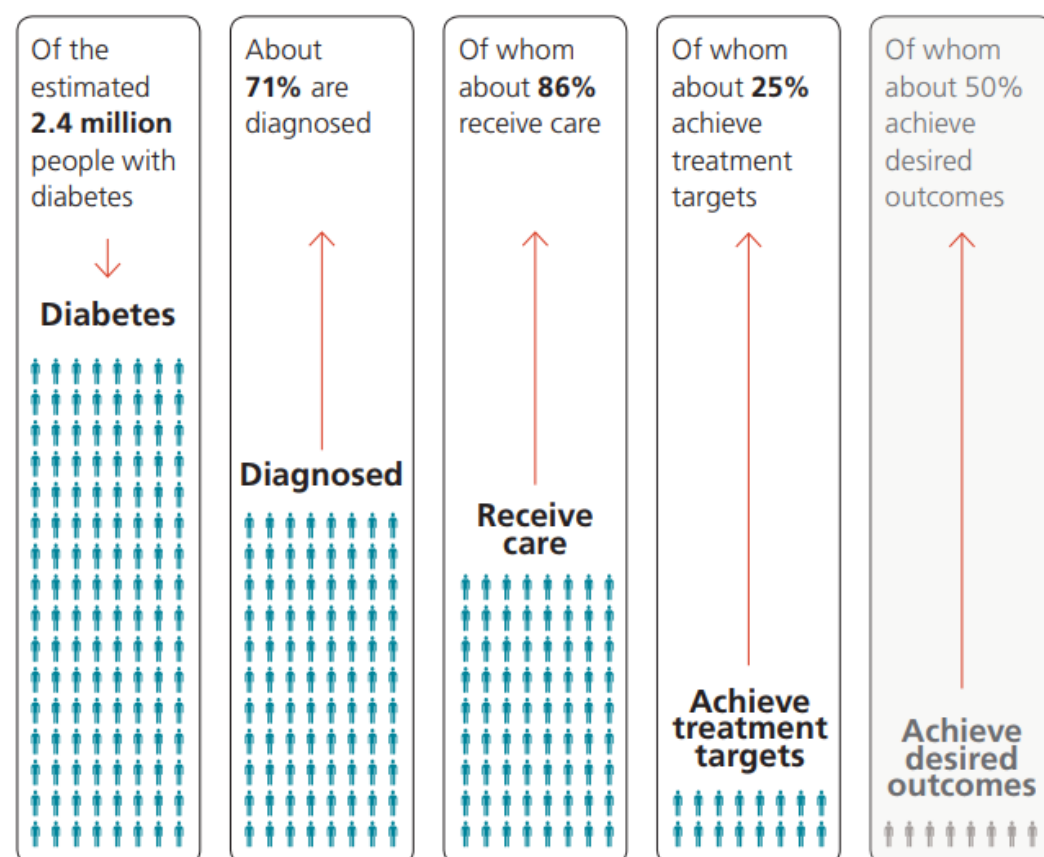 Of the
estimated
2.4 million
people with
diabetes
Diabetes
About
71% are
diagnosed
Diagnosed
Of whom
about 86%
receive care
Receive
care
Of whom
about 25%
achieve
treatment
targets
Achieve
treatment
targets
Of whom
about 50%
achieve
desired
outcomes
Achieve
desired
outcomes